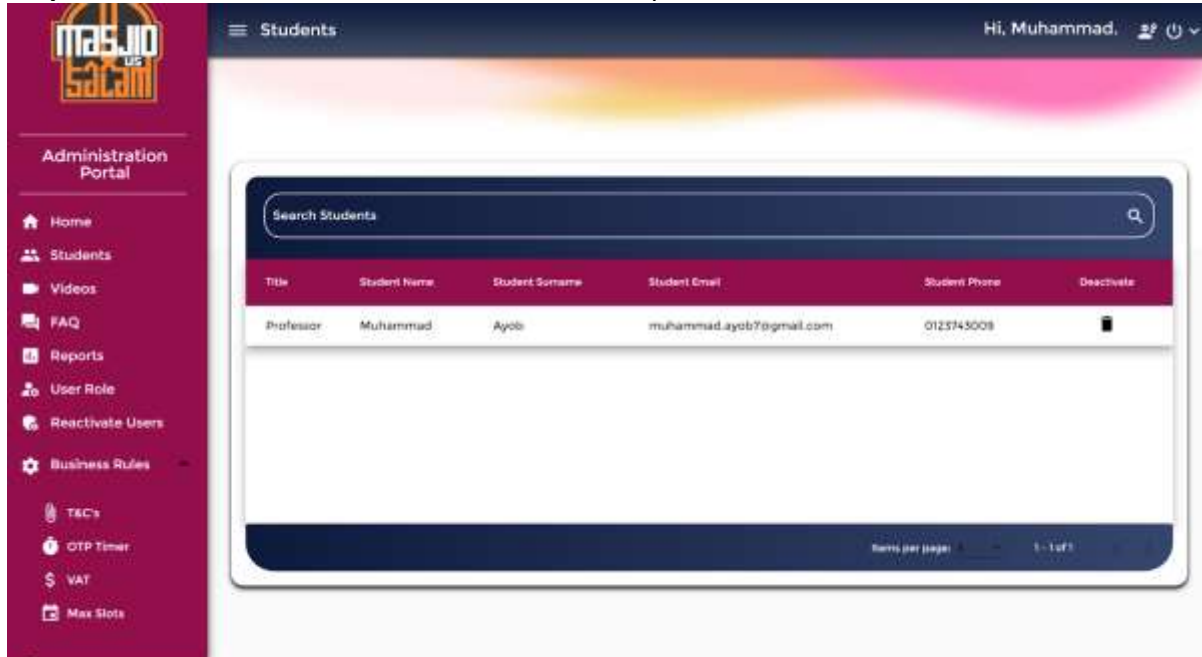 masjid
us
salam
Students
Hi, Muhammad.
Administration
Portal
Home
Students
Videos
FAQ
Reports
User Role
Reactivate Users
Business Rules
T&C's
OTP Timer
$ VAT
Max Slots
Search Students
Title Student Name Student Surname Student Email Student Phone Deactivate
Professor Muhammad Ayob muhammad.ayob7@gmail.com 0123743009
Items per page: 1 - 1 of 1